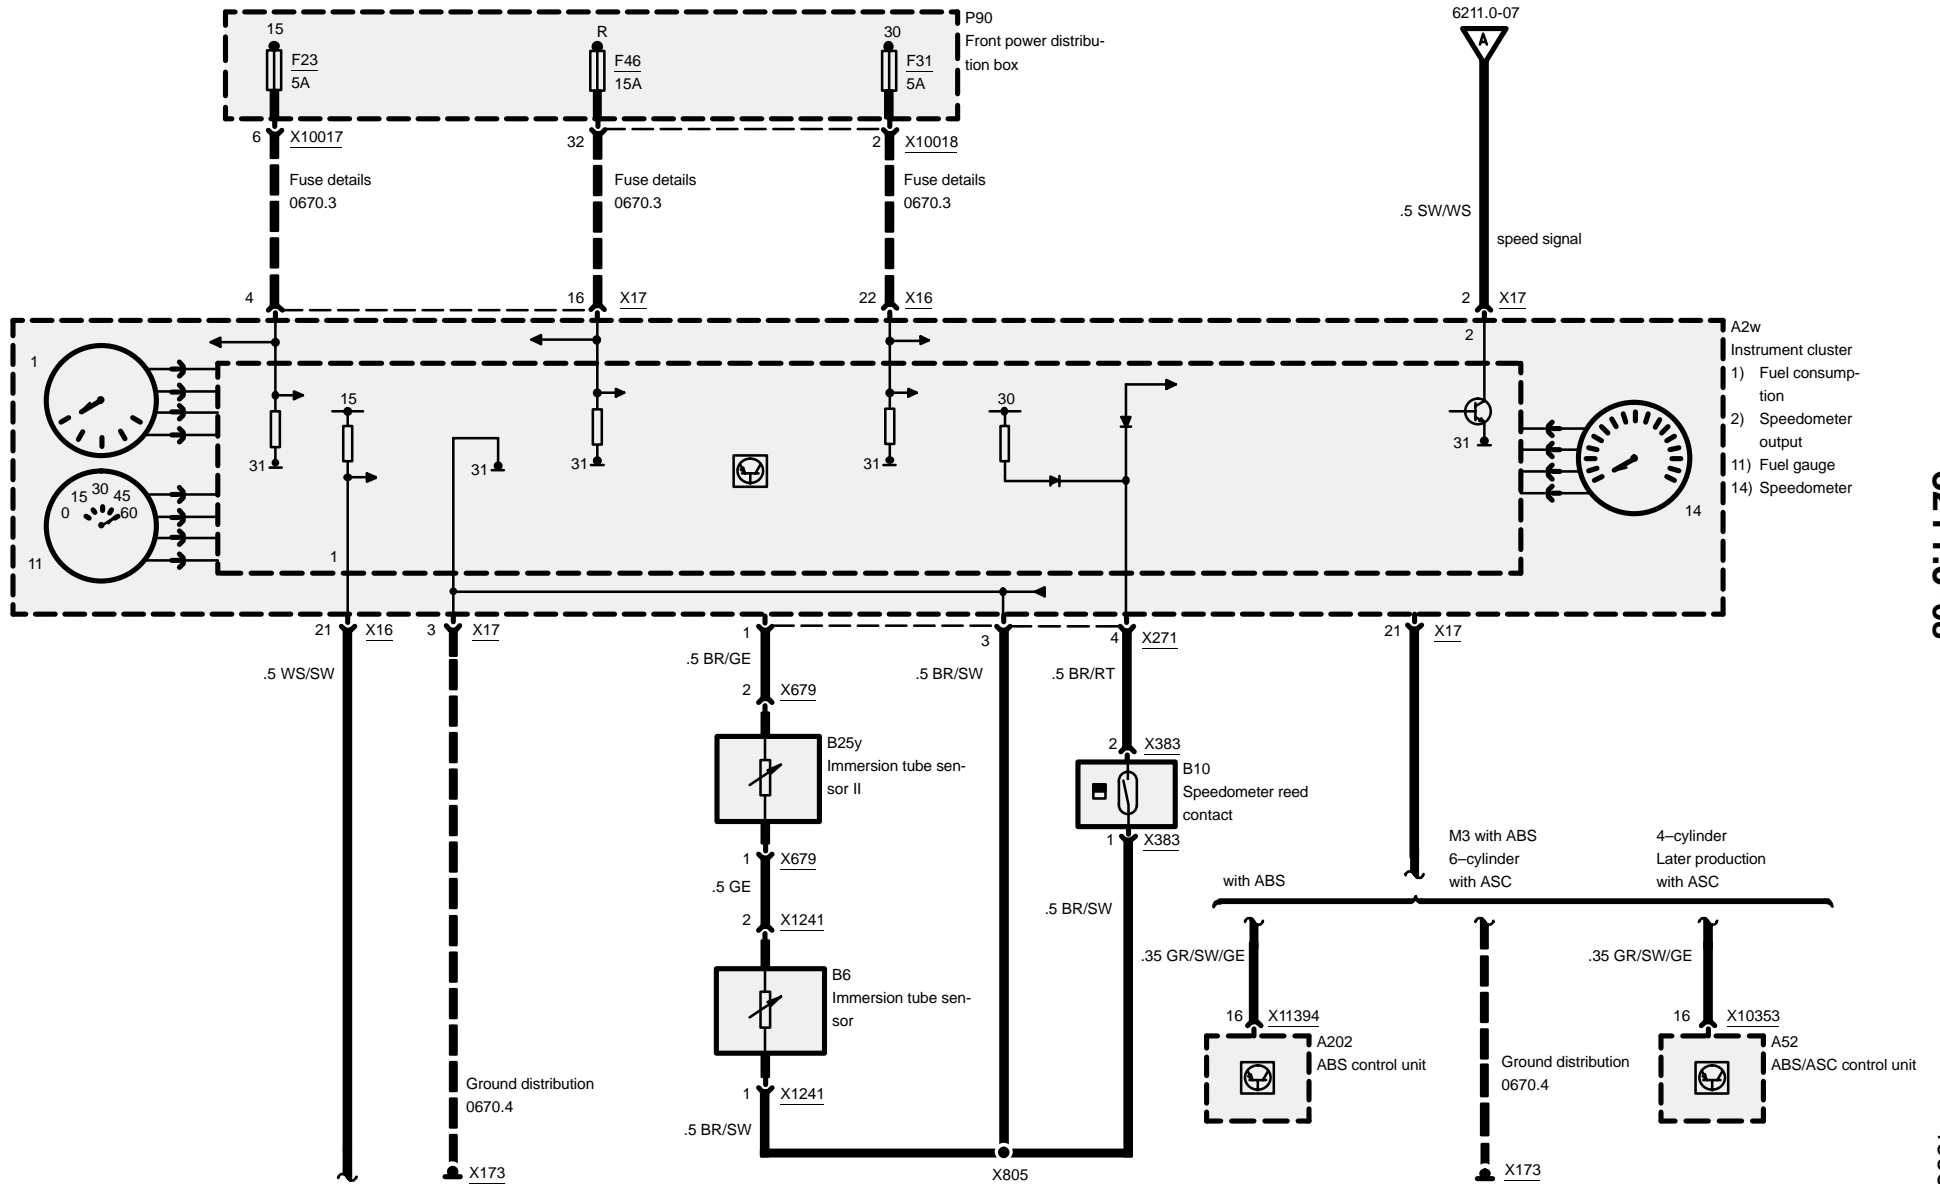 15
F23
5A
R
F46
15A
30
F31
5A
P90
Front power distribu-
tion box
6211.0-07
A
6
X10017
32
2
X10018
Fuse details
0670.3
Fuse details
0670.3
Fuse details
0670.3
.5 SW/WS
speed signal
4
16
X17
22
X16
2
X17
2
A2w
Instrument cluster
1) Fuel consump-
tion
2) Speedometer
output
11) Fuel gauge
14) Speedometer
1
15
30
31
31
31
31
31
0
15
30
45
60
11
14
1
21
X16
3
X17
1
3
4
X271
21
X17
.5 WS/SW
.5 BR/GE
.5 BR/SW
.5 BR/RT
2
X679
B25y
Immersion tube sen-
sor II
2
X383
B10
Speedometer reed
contact
1
X383
1
X679
.5 GE
.5 BR/SW
2
X1241
B6
Immersion tube sen-
sor
1
X1241
.5 BR/SW
X805
Ground distribution
0670.4
X173
with ABS
M3 with ABS
6–cylinder
with ASC
4–cylinder
Later production
with ASC
.35 GR/SW/GE
.35 GR/SW/GE
16
X11394
A202
ABS control unit
Ground distribution
0670.4
X173
16
X10353
A52
ABS/ASC control unit